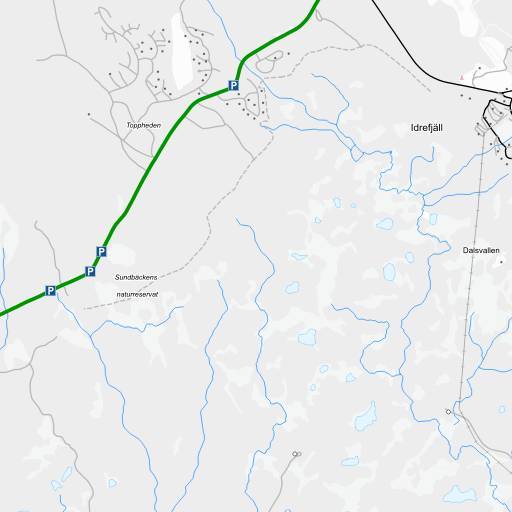 P
Toppheden
Idrefjäll
P
Dalsvallen
P
Sundbäckens
naturreservat
P